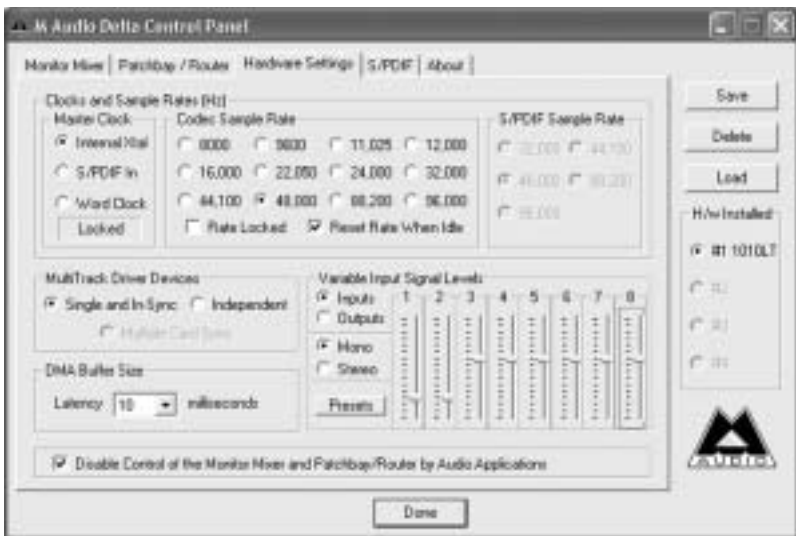 M Audio Delta Control Panel
Monitor Mixer Patchbay / Router Hardware Settings S/PDIF About
Clocks and Sample Rates (Hz)
Master Clock
Internal Xtal
S/PDIF In
Word Clock
Locked
Codec Sample Rate
8000 9600 11,025 12,000
16,000 22,050 24,000 32,000
44,100 48,000 88,200 96,000
Rate Locked Reset Rate When Idle
S/PDIF Sample Rate
32,000 44,100
48,000 88,200
96,000
MultiTrack Driver Devices
Single and In-Sync Independent
Multiple Card Sync
DMA Buffer Size
Latency 10 milliseconds
Variable Input Signal Levels
Inputs
Outputs
Mono
Stereo
Presets
1 2 3 4 5 6 7 8
Disable Control of the Monitor Mixer and Patchbay/Router by Audio Applications
Save
Delete
Load
H/w Installed
#1 1010LT
#2
#3
#4
M
AUDIO
Done